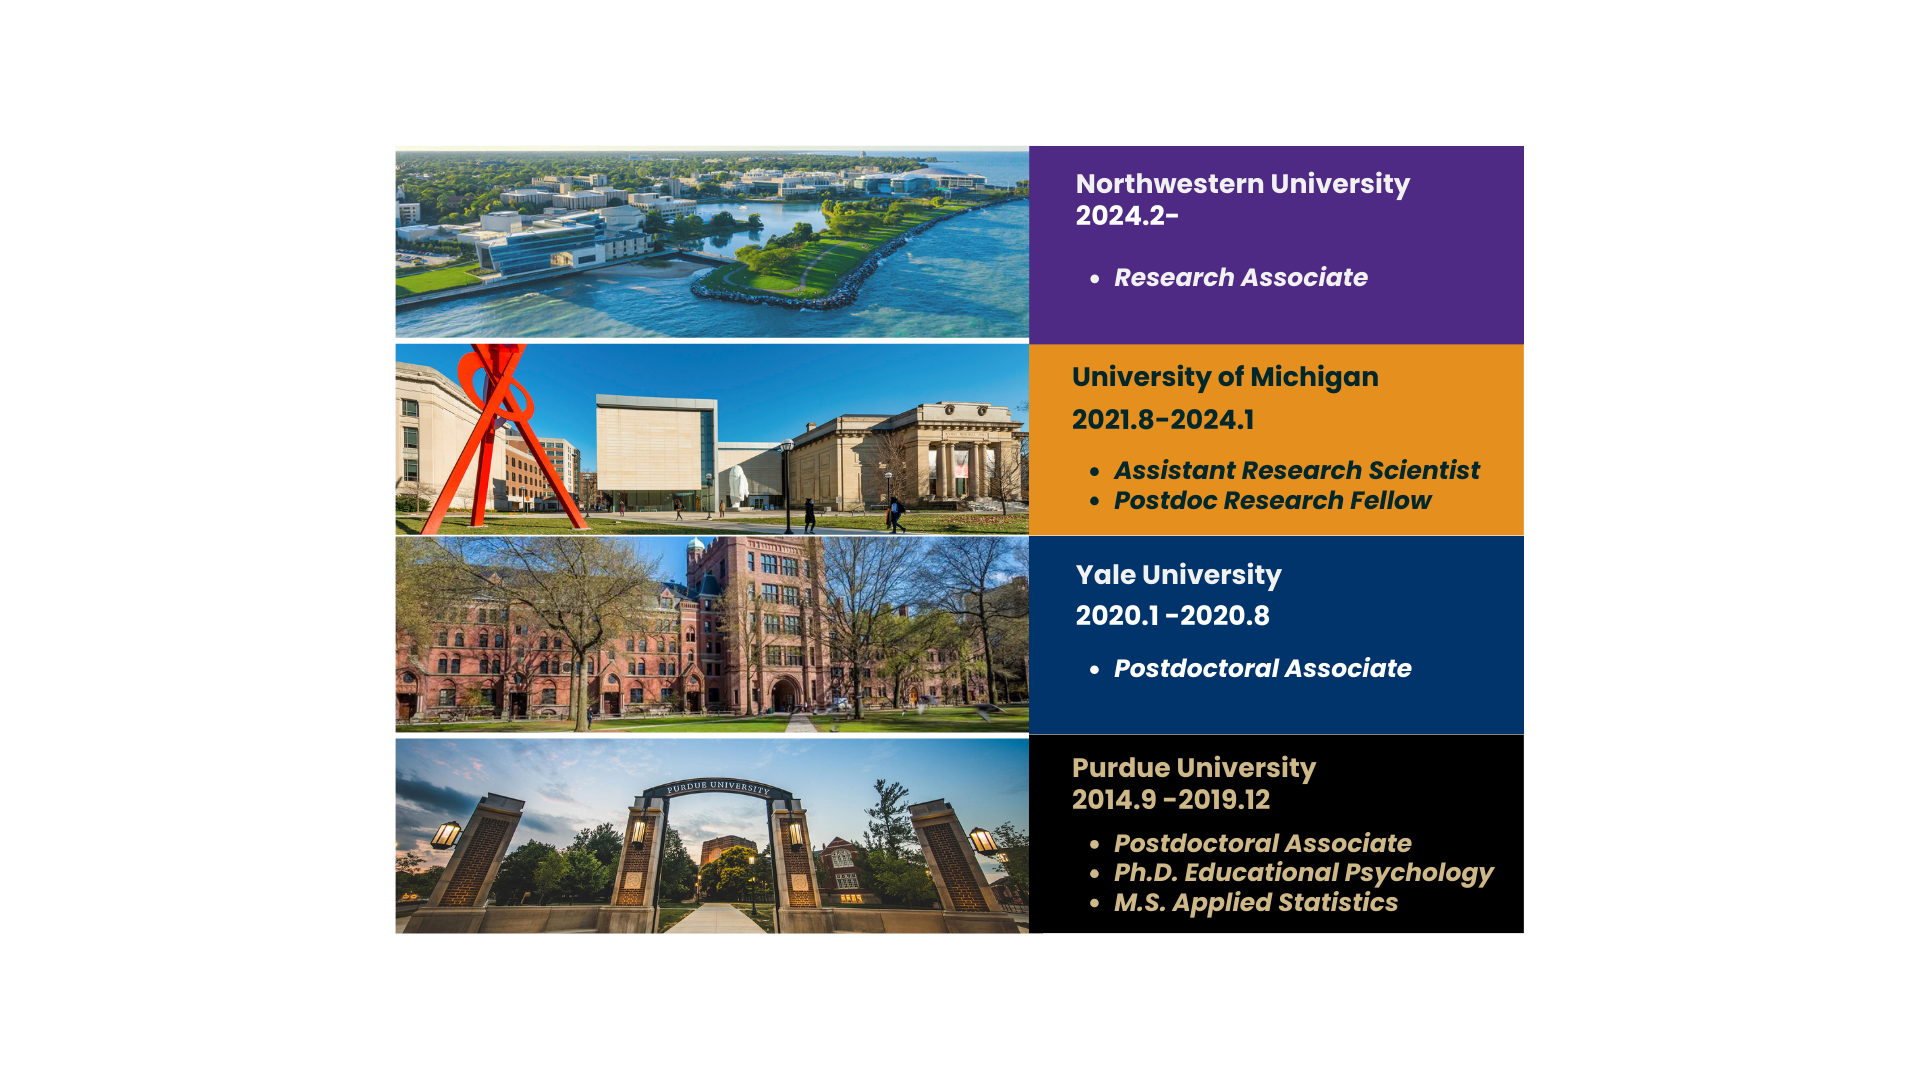 Northwestern University
2024.2-
• Research Associate
University of Michigan
2021.8-2024.1
• Assistant Research Scientist
• Postdoc Research Fellow
Yale University
2020.1 -2020.8
• Postdoctoral Associate
PURDUE UNIVERSITY
Purdue University
2014.9 -2019.12
• Postdoctoral Associate
• Ph.D. Educational Psychology
• M.S. Applied Statistics